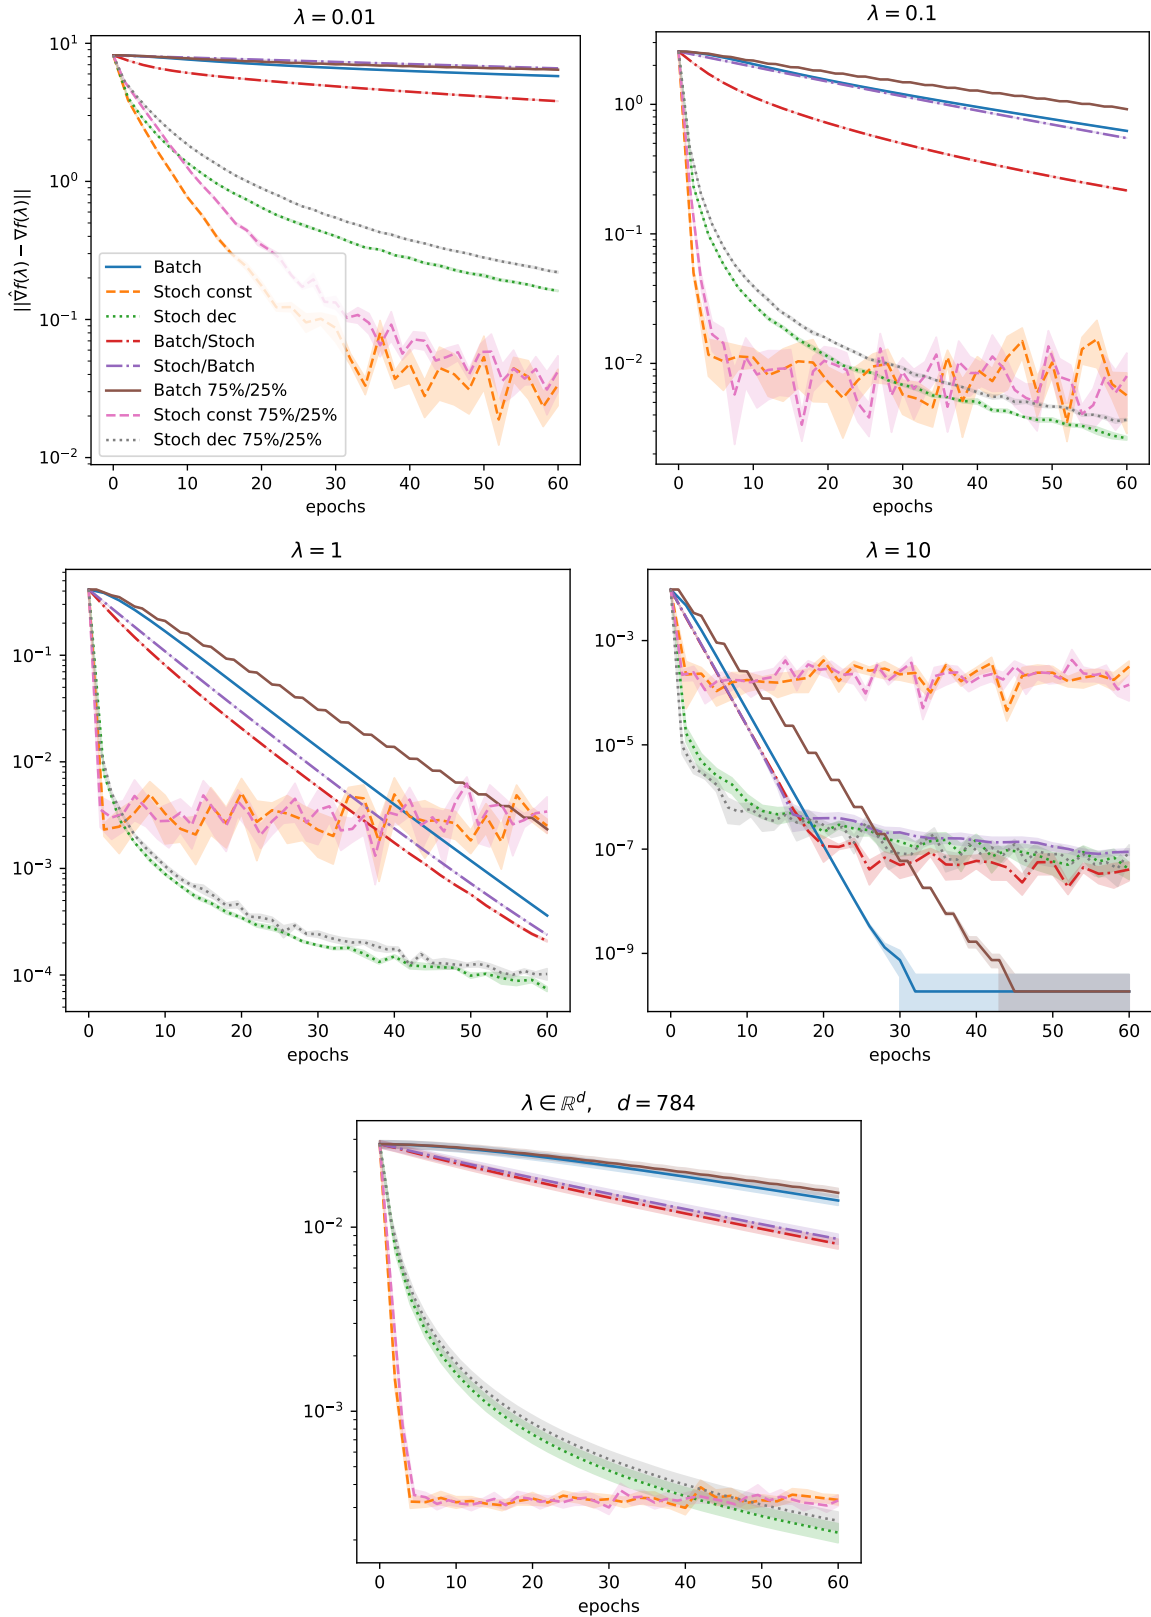 λ = 0.01
10¹
10⁰
10⁻¹
10⁻²
||∇̂f(λ) − ∇f(λ)||
Batch
Stoch const
Stoch dec
Batch/Stoch
Stoch/Batch
Batch 75%/25%
Stoch const 75%/25%
Stoch dec 75%/25%
0 10 20 30 40 50 60
epochs
λ = 0.1
10⁰
10⁻¹
10⁻²
0 10 20 30 40 50 60
epochs
λ = 1
10⁻¹
10⁻²
10⁻³
10⁻⁴
0 10 20 30 40 50 60
epochs
λ = 10
10⁻³
10⁻⁵
10⁻⁷
10⁻⁹
0 10 20 30 40 50 60
epochs
λ ∈ ℝᵈ, d = 784
10⁻²
10⁻³
0 10 20 30 40 50 60
epochs